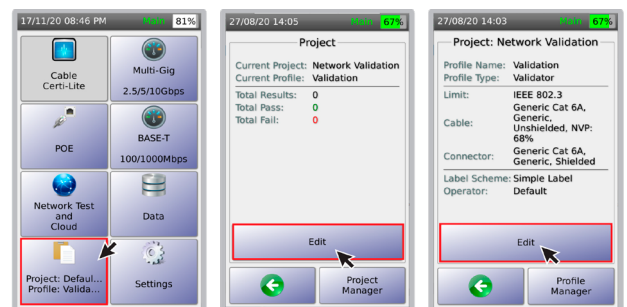 17/11/20 08:46 PM Main 81%
Cable
Certi-Lite
Multi-Gig
2.5/5/10Gbps
POE
BASE-T
100/1000Mbps
Network Test
and
Cloud
Data
Project: Defaul...
Profile: Valida...
Settings
27/08/20 14:05 Main 67%
Project
Current Project: Network Validation
Current Profile: Validation
Total Results: 0
Total Pass: 0
Total Fail: 0
Edit
Project
Manager
27/08/20 14:03 Main 67%
Project: Network Validation
Profile Name: Validation
Profile Type: Validator
Limit: IEEE 802.3
Cable: Generic Cat 6A,
Generic,
Unshielded, NVP:
68%
Connector: Generic Cat 6A,
Generic, Shielded
Label Scheme: Simple Label
Operator: Default
Edit
Profile
Manager